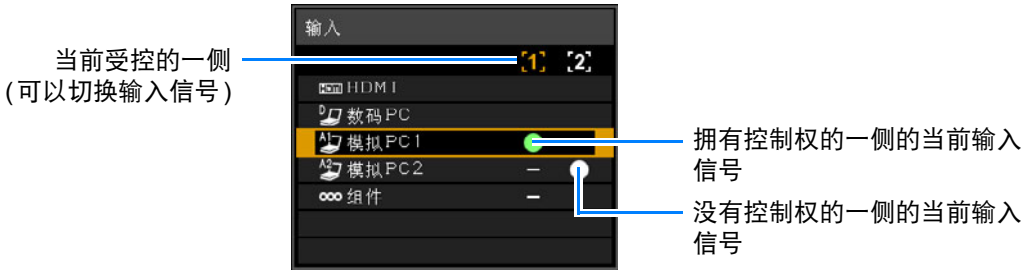 输入
当前受控的一侧
(可以切换输入信号)
[1] [2]
HDMI HDMI
D 数码PC
A1 模拟PC1
A2 模拟PC2 –
组件 –
拥有控制权的一侧的当前输入
信号
没有控制权的一侧的当前输入
信号